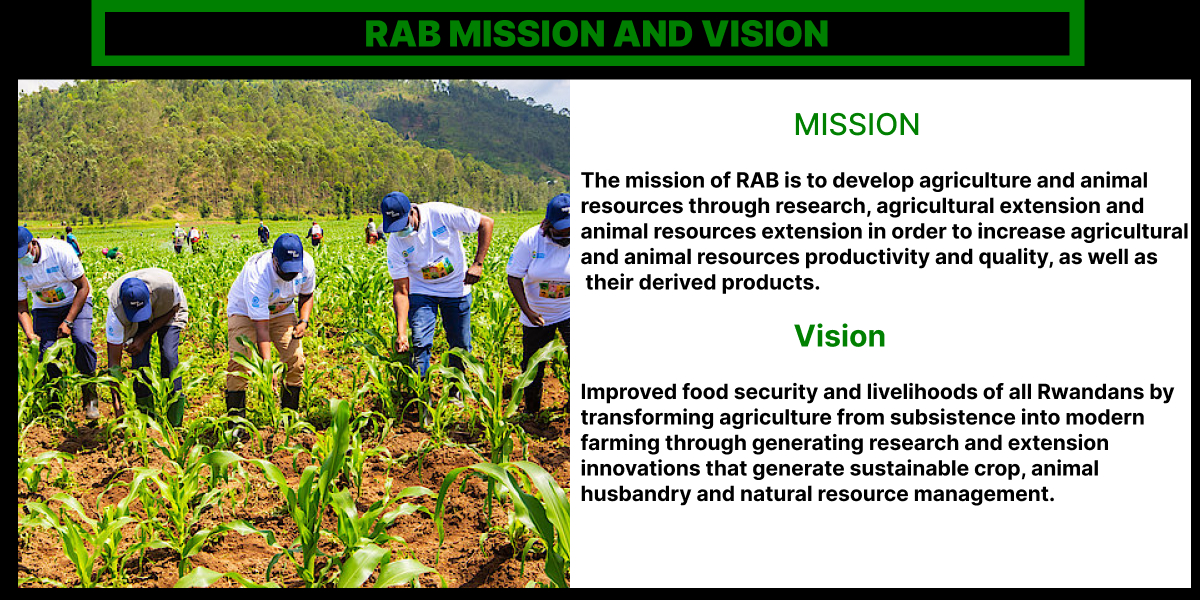 RAB MISSION AND VISION
MISSION
The mission of RAB is to develop agriculture and animal
resources through research, agricultural extension and
animal resources extension in order to increase agricultural
and animal resources productivity and quality, as well as
their derived products.
Vision
Improved food security and livelihoods of all Rwandans by
transforming agriculture from subsistence into modern
farming through generating research and extension
innovations that generate sustainable crop, animal
husbandry and natural resource management.